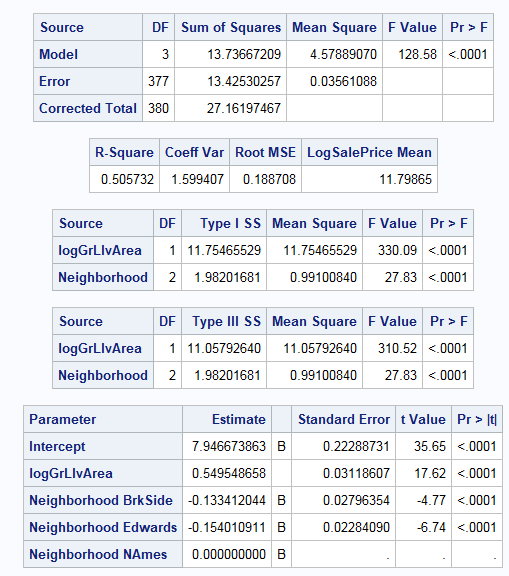 Source DF Sum of Squares Mean Square F Value Pr > F
Model 3 13.73667209 4.57889070 128.58 <.0001
Error 377 13.42530257 0.03561088
Corrected Total 380 27.16197467
R-Square Coeff Var Root MSE LogSalePrice Mean
0.505732 1.599407 0.188708 11.79865
Source DF Type I SS Mean Square F Value Pr > F
logGrLIvArea 1 11.75465529 11.75465529 330.09 <.0001
Neighborhood 2 1.98201681 0.99100840 27.83 <.0001
Source DF Type III SS Mean Square F Value Pr > F
logGrLIvArea 1 11.05792640 11.05792640 310.52 <.0001
Neighborhood 2 1.98201681 0.99100840 27.83 <.0001
Parameter Estimate Standard Error t Value Pr > |t|
Intercept 7.946673863 B 0.22288731 35.65 <.0001
logGrLIvArea 0.549548658 0.03118607 17.62 <.0001
Neighborhood BrkSide -0.133412044 B 0.02796354 -4.77 <.0001
Neighborhood Edwards -0.154010911 B 0.02284090 -6.74 <.0001
Neighborhood NAmes 0.000000000 B . . .